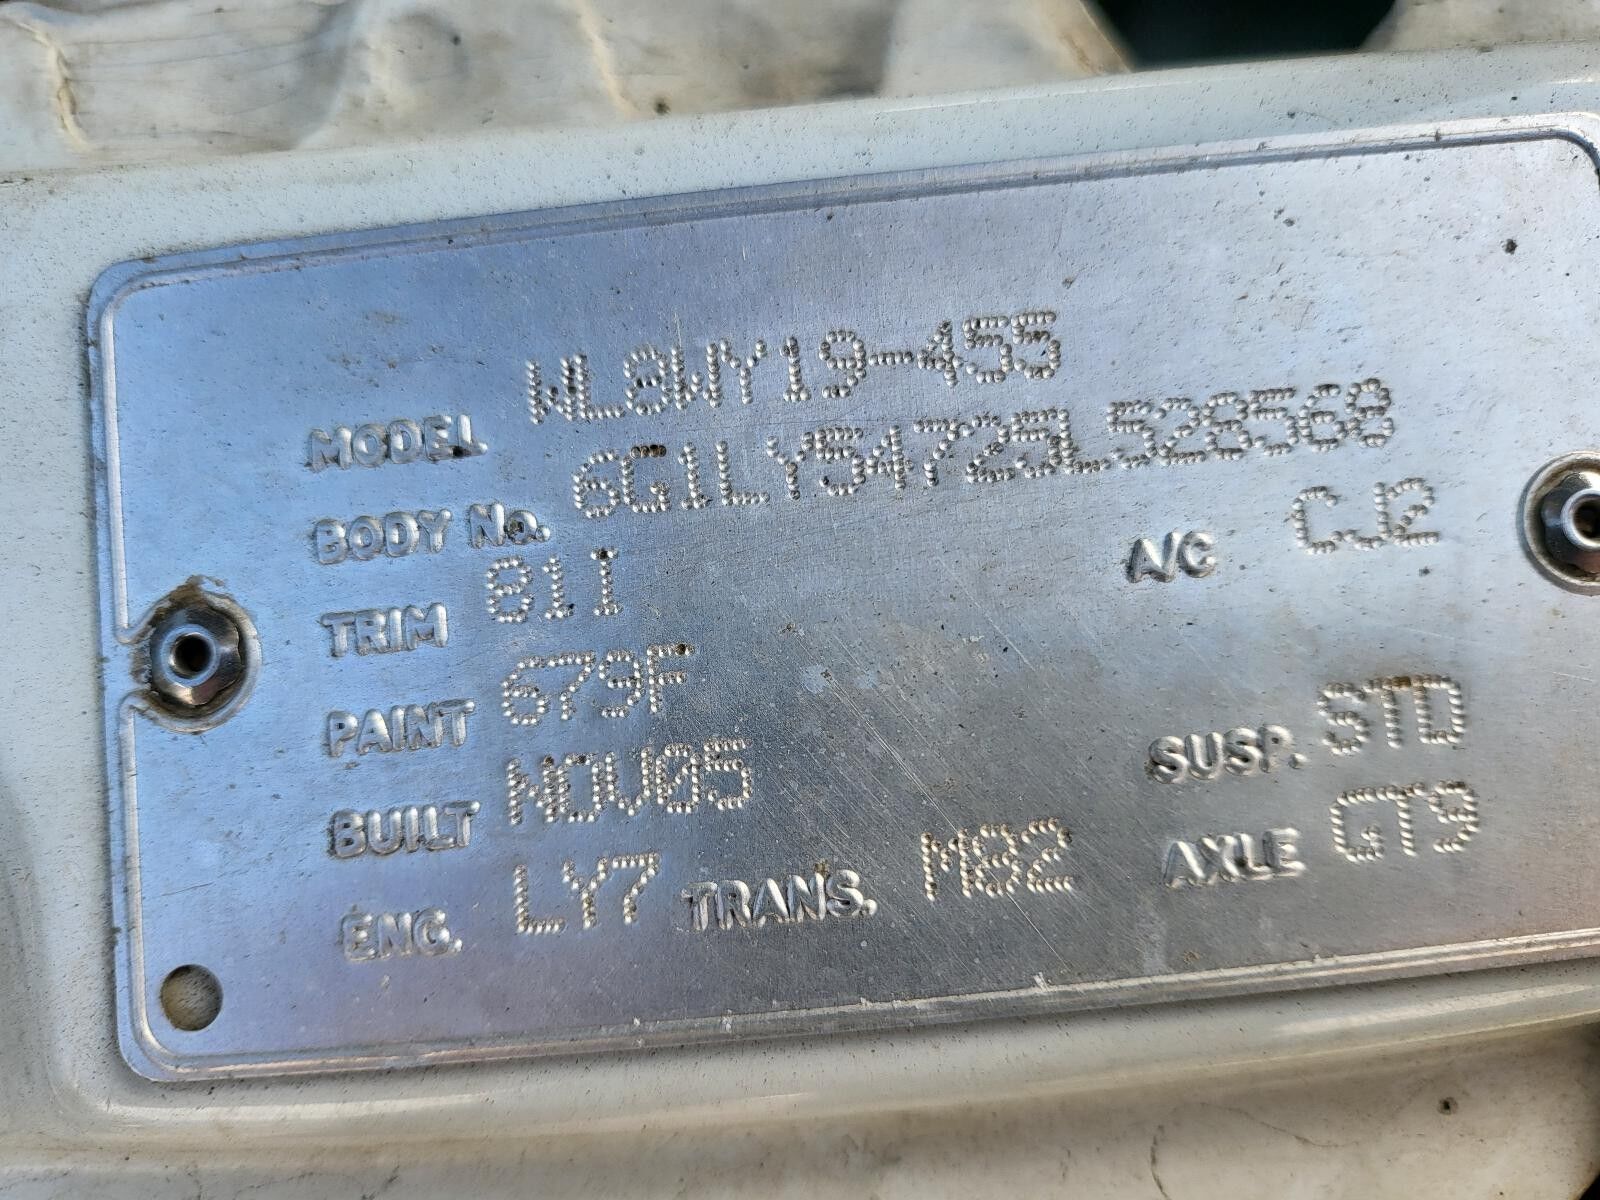 MODEL WL8WY19-455
BODY No. 6G1LY54725L528568
TRIM 81I A/C CJ2
PAINT 679F
BUILT NOV05 SUSP. STD
ENG. LY7 TRANS. M82 AXLE GT9